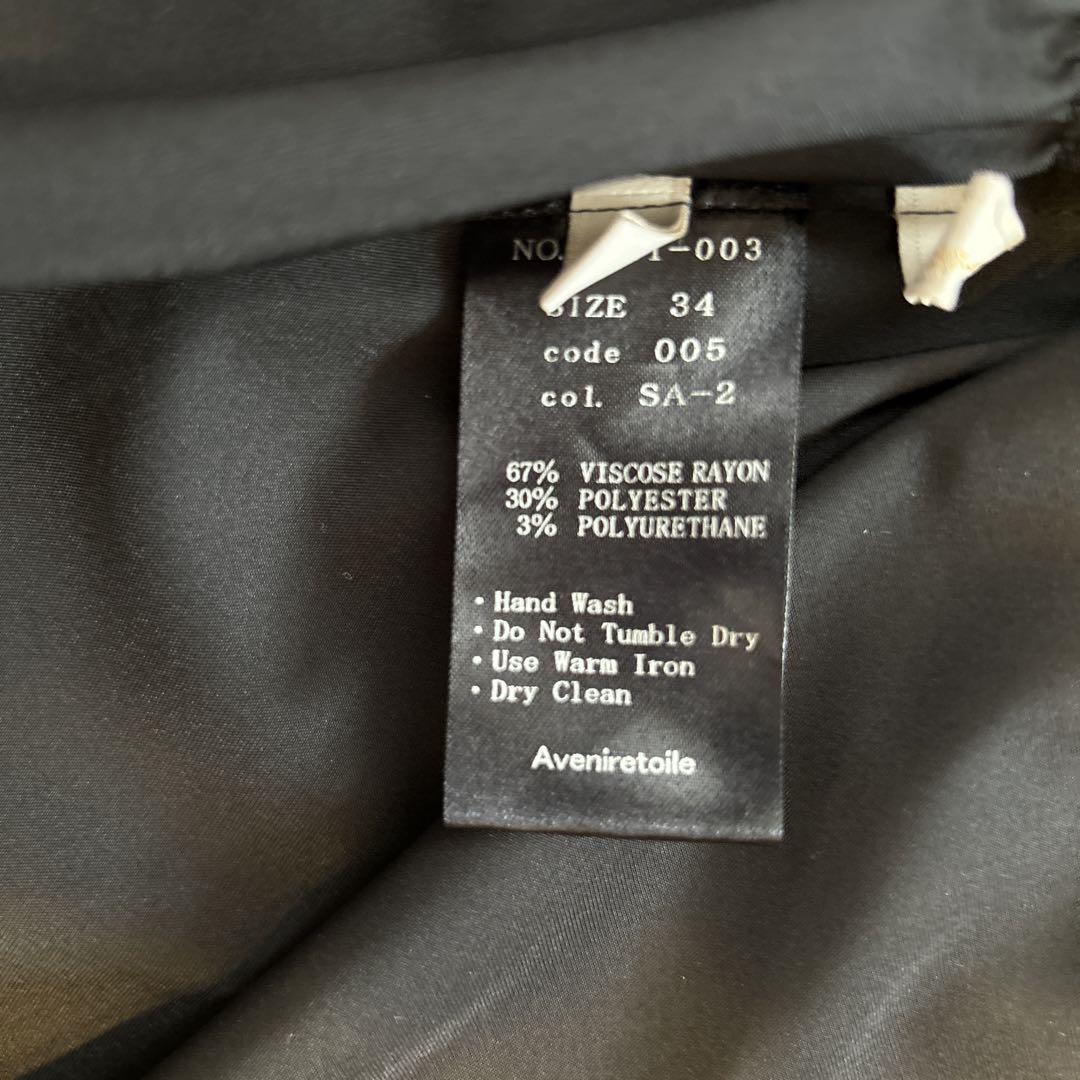 NO. -003
SIZE 34
code 005
col. SA-2
67% VISCOSE RAYON
30% POLYESTER
3% POLYURETHANE
・Hand Wash
・Do Not Tumble Dry
・Use Warm Iron
・Dry Clean
Aveniretoile